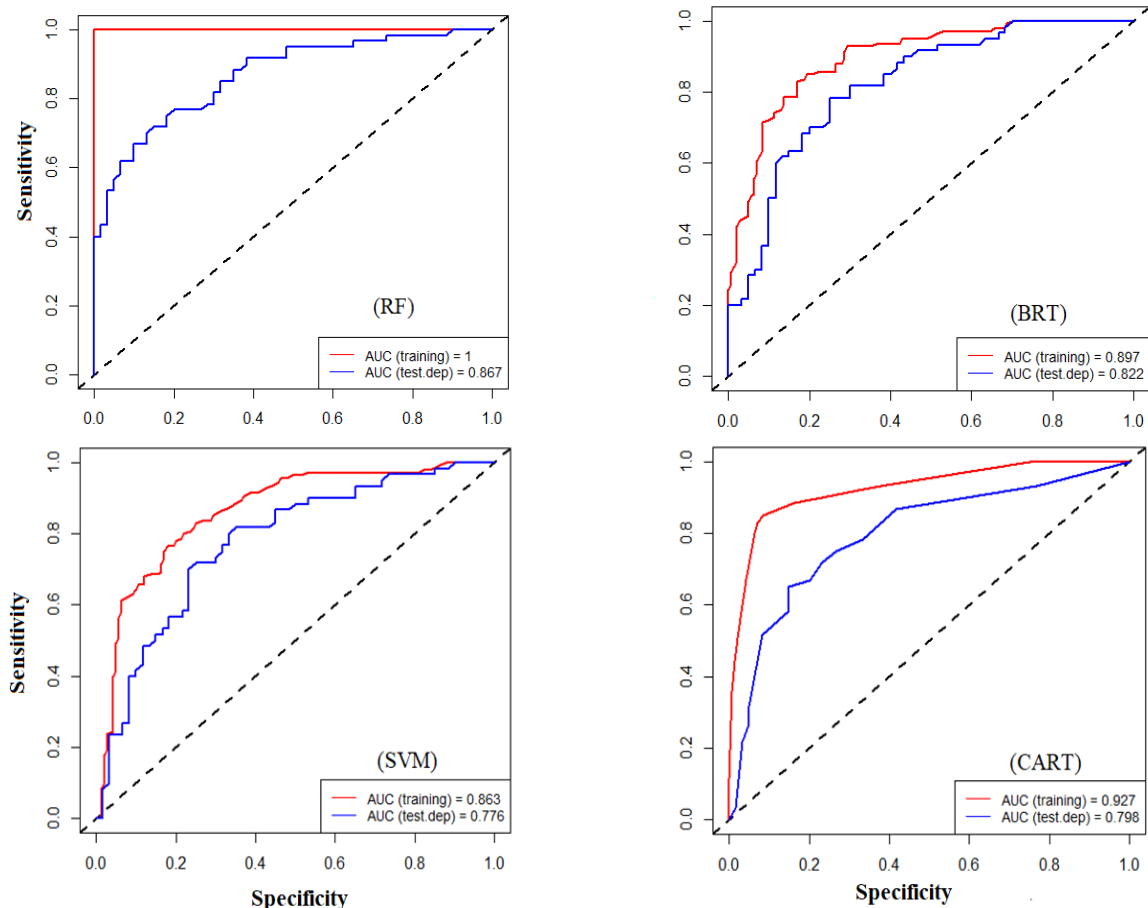 Sensitivity
1.0
0.8
0.6
0.4
0.2
0.0
(RF)
AUC (training) = 1
AUC (test.dep) = 0.867
0.0 0.2 0.4 0.6 0.8 1.0
1.0
0.8
0.6
0.4
0.2
0.0
(BRT)
AUC (training) = 0.897
AUC (test.dep) = 0.822
0.0 0.2 0.4 0.6 0.8 1.0
Sensitivity
1.0
0.8
0.6
0.4
0.2
0.0
(SVM)
AUC (training) = 0.863
AUC (test.dep) = 0.776
0.0 0.2 0.4 0.6 0.8 1.0
Specificity
1.0
0.8
0.6
0.4
0.2
0.0
(CART)
AUC (training) = 0.927
AUC (test.dep) = 0.798
0.0 0.2 0.4 0.6 0.8 1.0
Specificity